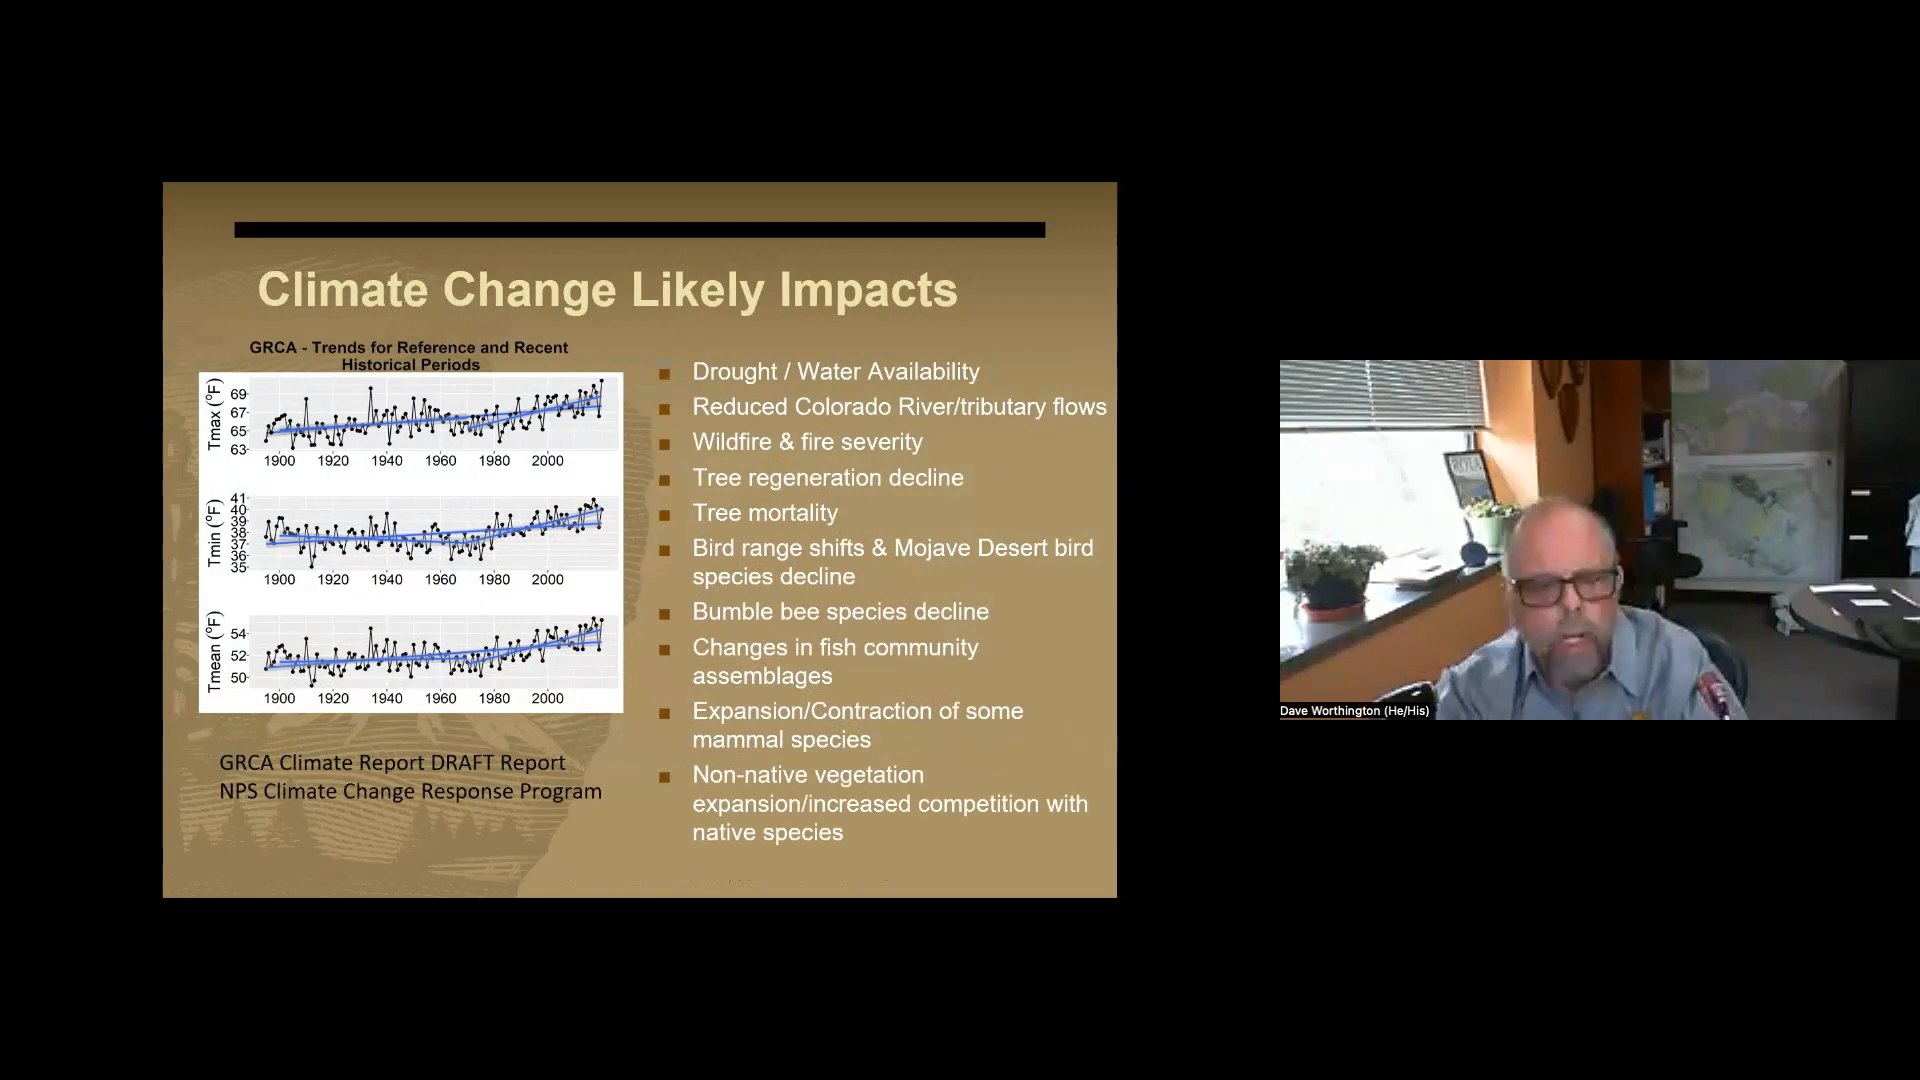 Climate Change Likely Impacts
GRCA - Trends for Reference and Recent
Historical Periods
Tmax (°F)
69
67
65
63
1900 1920 1940 1960 1980 2000
Tmin (°F)
41
40
39
38
37
36
35
1900 1920 1940 1960 1980 2000
Tmean (°F)
54
52
50
1900 1920 1940 1960 1980 2000
GRCA Climate Report DRAFT Report
NPS Climate Change Response Program
Drought / Water Availability
Reduced Colorado River/tributary flows
Wildfire & fire severity
Tree regeneration decline
Tree mortality
Bird range shifts & Mojave Desert bird
species decline
Bumble bee species decline
Changes in fish community
assemblages
Expansion/Contraction of some
mammal species
Non-native vegetation
expansion/increased competition with
native species
Dave Worthington (He/His)